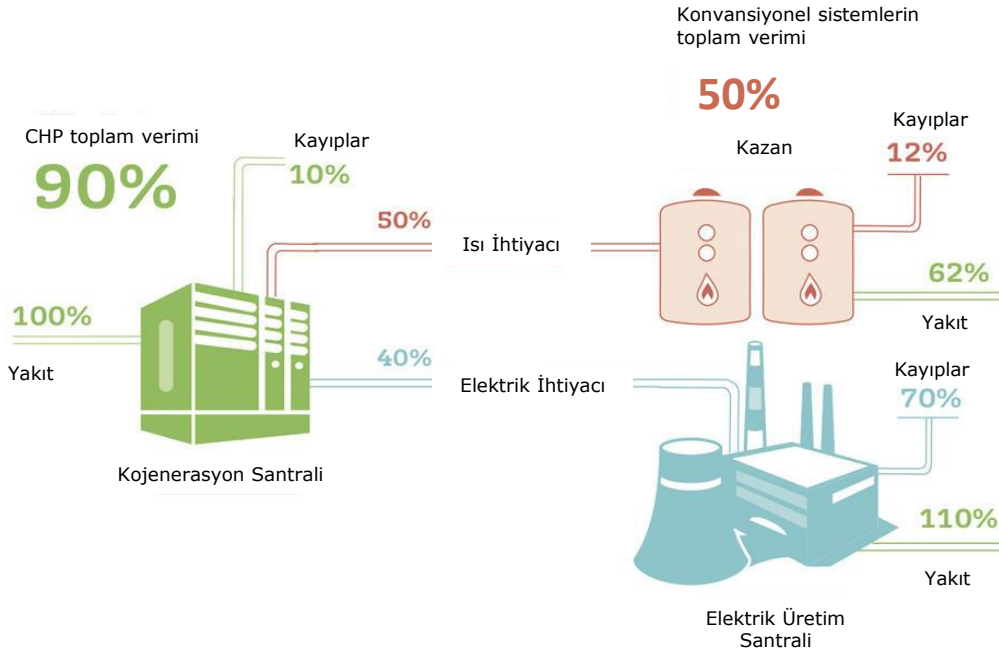 Konvansiyonel sistemlerin
toplam verimi
50%
CHP toplam verimi
90%
Kayıplar
10%
Kazan
Kayıplar
12%
50%
Isı İhtiyacı
62%
Yakıt
100%
Yakıt
40%
Elektrik İhtiyacı
Kayıplar
70%
Kojenerasyon Santrali
110%
Yakıt
Elektrik Üretim
Santrali